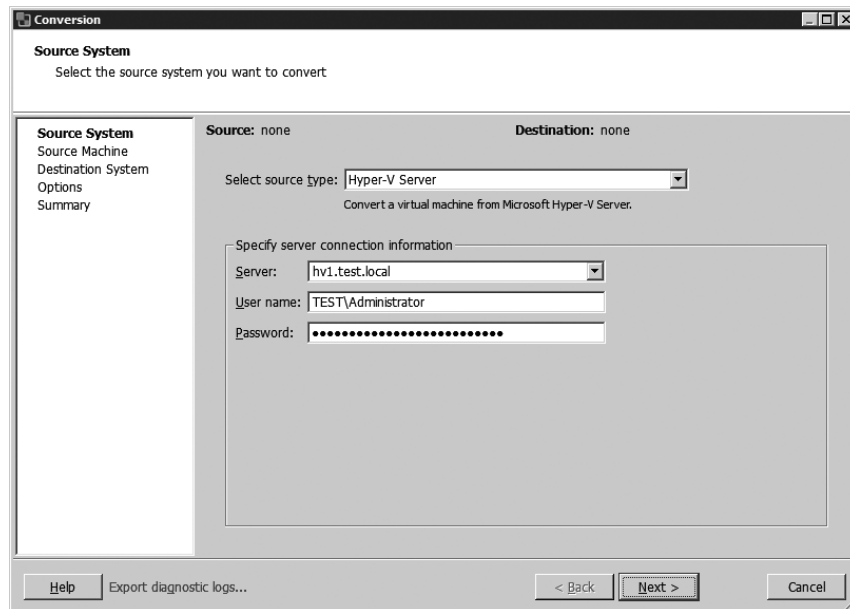 Conversion
Source System
Select the source system you want to convert
Source System
Source Machine
Destination System
Options
Summary
Source: none Destination: none
Select source type: Hyper-V Server
Convert a virtual machine from Microsoft Hyper-V Server.
Specify server connection information
Server: hv1.test.local
User name: TEST\Administrator
Password: ••••••••••••••••••••••••••
Help Export diagnostic logs... < Back Next > Cancel